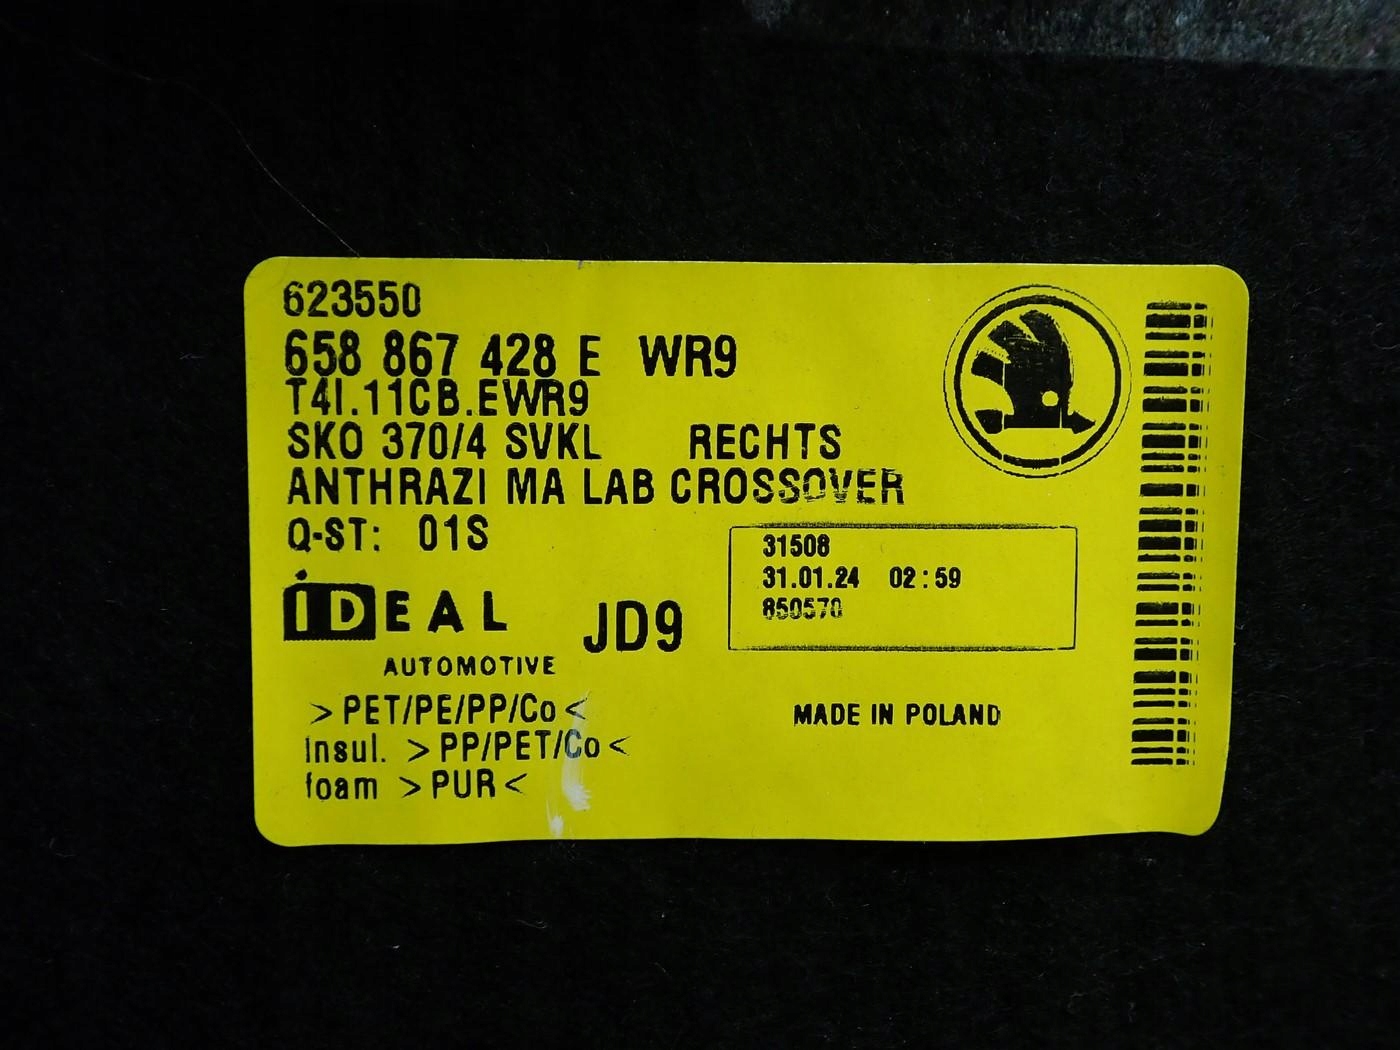 623550
658 867 428 E WR9
T4I.11CB.EWR9
SKO 370/4 SVKL RECHTS
ANTHRAZI MA LAB CROSSOVER
Q-ST: 01S
31508
31.01.24 02:59
850570
iDEAL
AUTOMOTIVE
JD9
>PET/PE/PP/Co<
Insul. >PP/PET/Co<
foam >PUR<
MADE IN POLAND